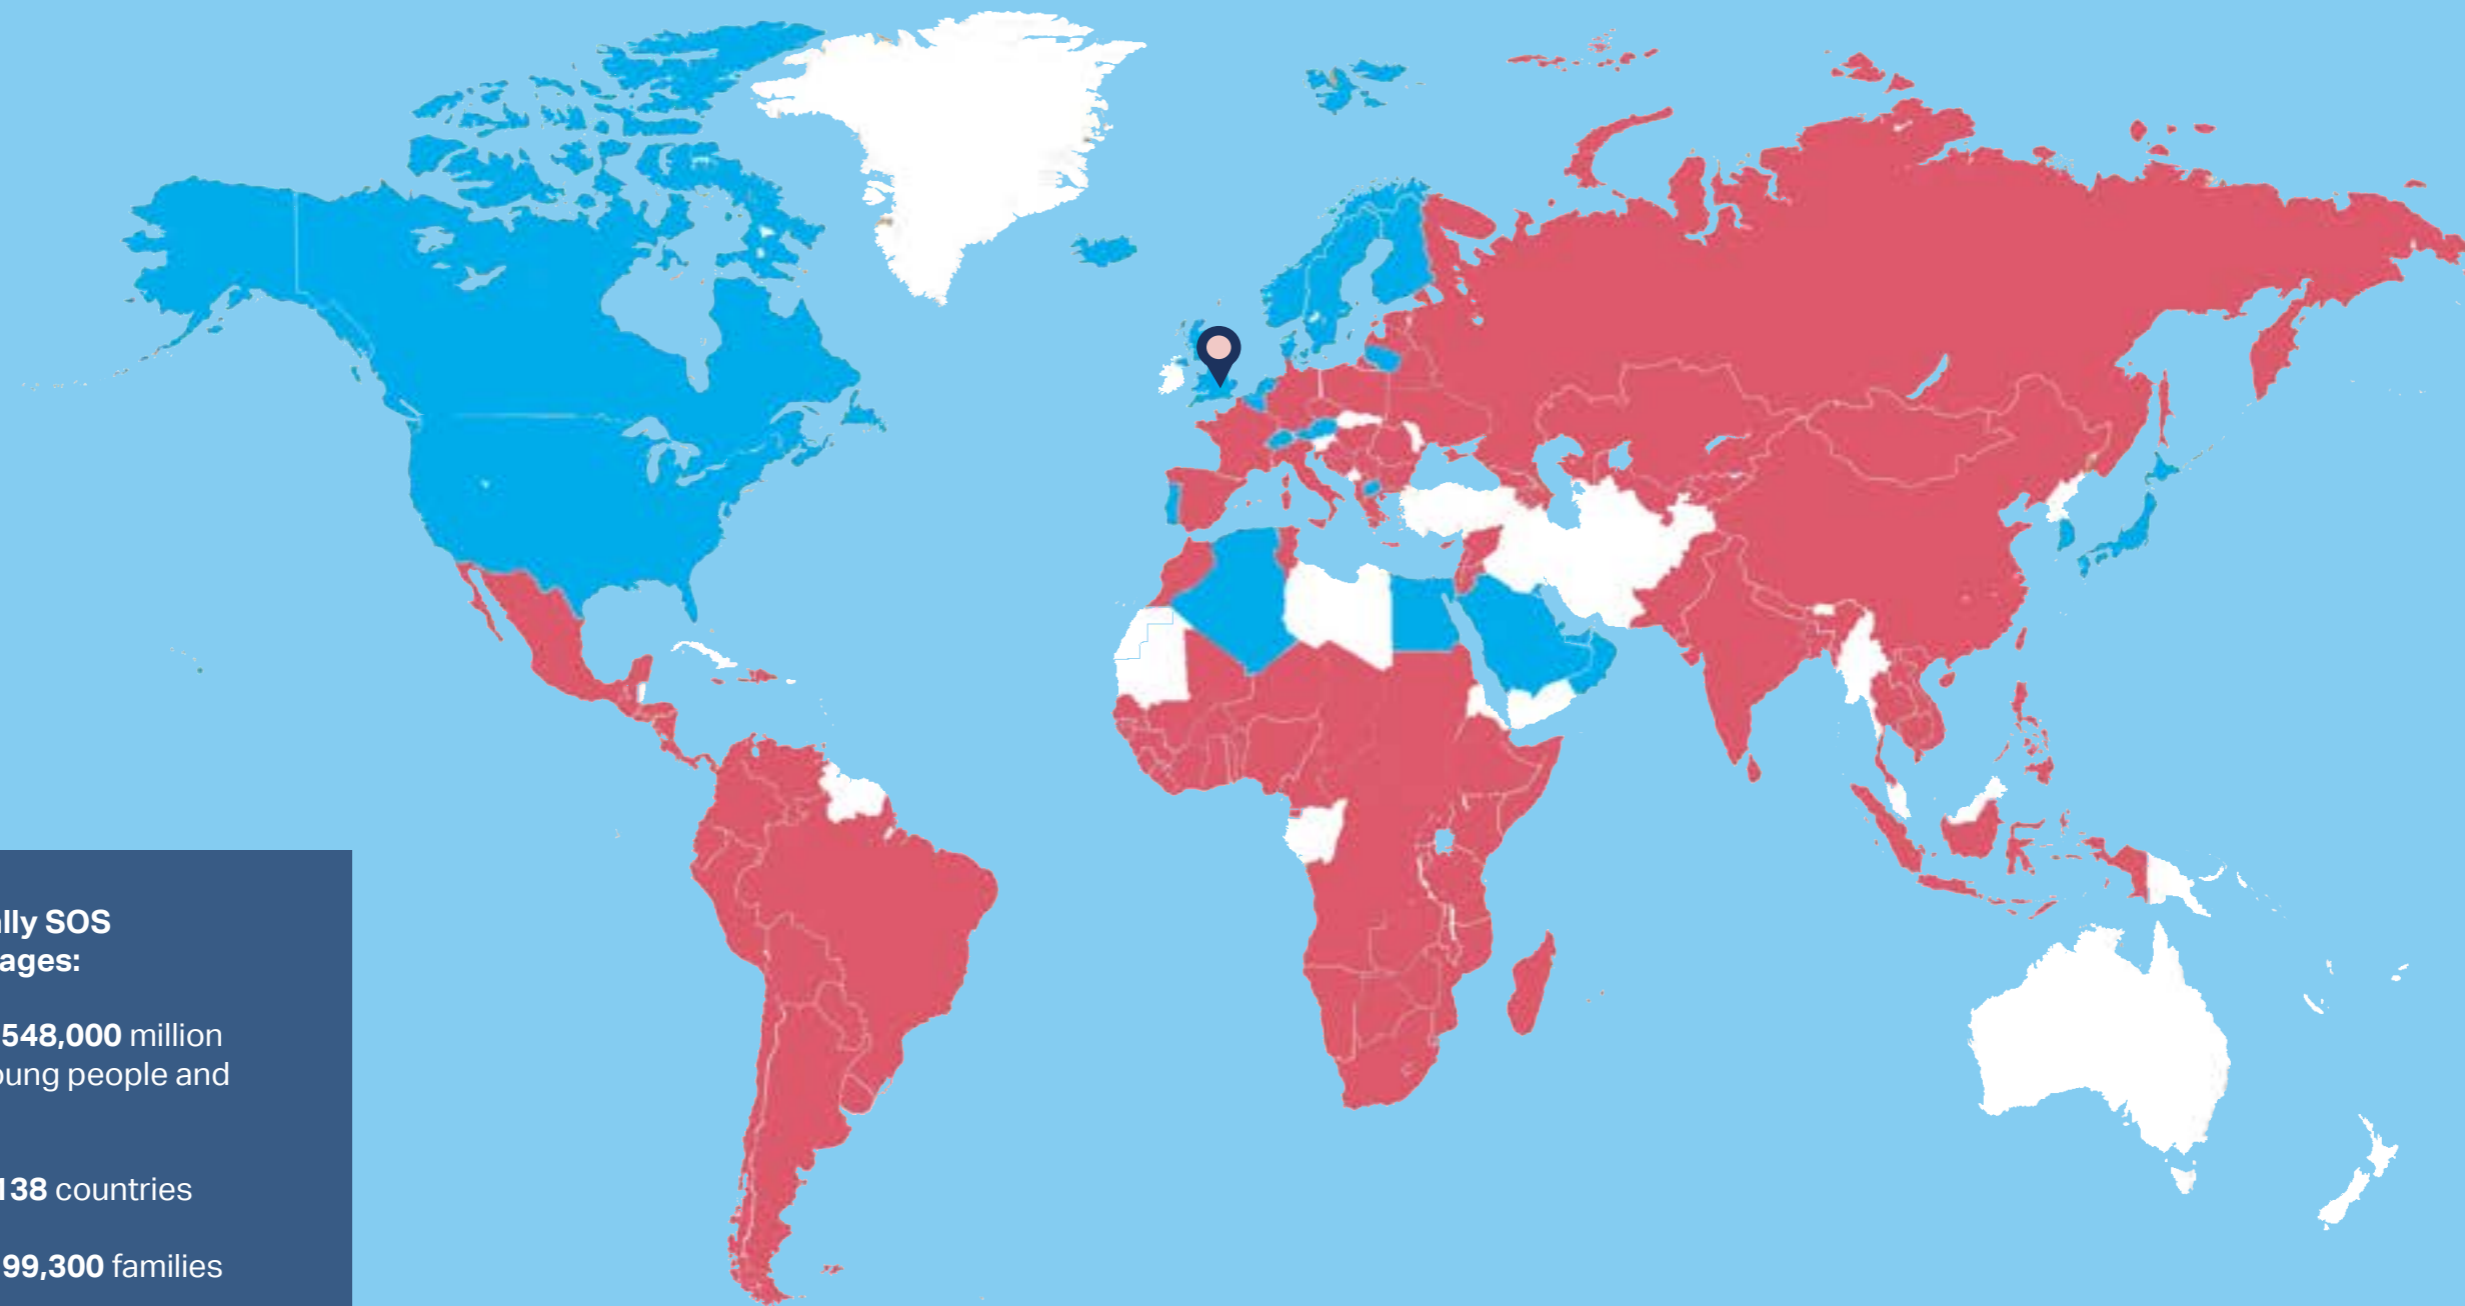 lly SOS
ages:
548,000 million
oung people and
138 countries
99,300 families